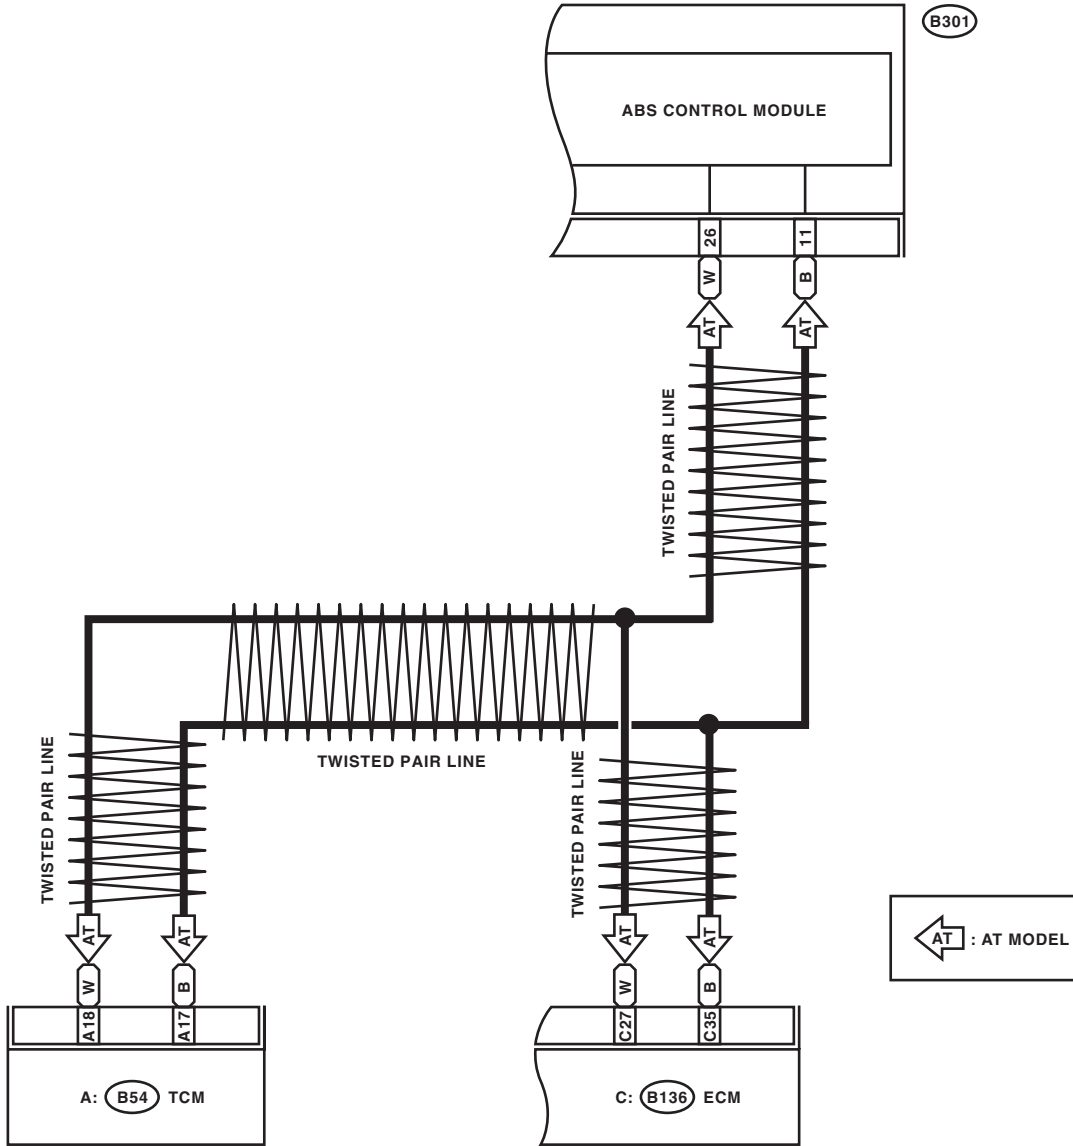 B301
ABS CONTROL MODULE
26 11
W B
AT AT
TWISTED PAIR LINE
TWISTED PAIR LINE
TWISTED PAIR LINE
TWISTED PAIR LINE
AT AT AT AT
AT : AT MODEL
W B W B
A18 A17 C27 C35
A: B54 TCM
C: B136 ECM